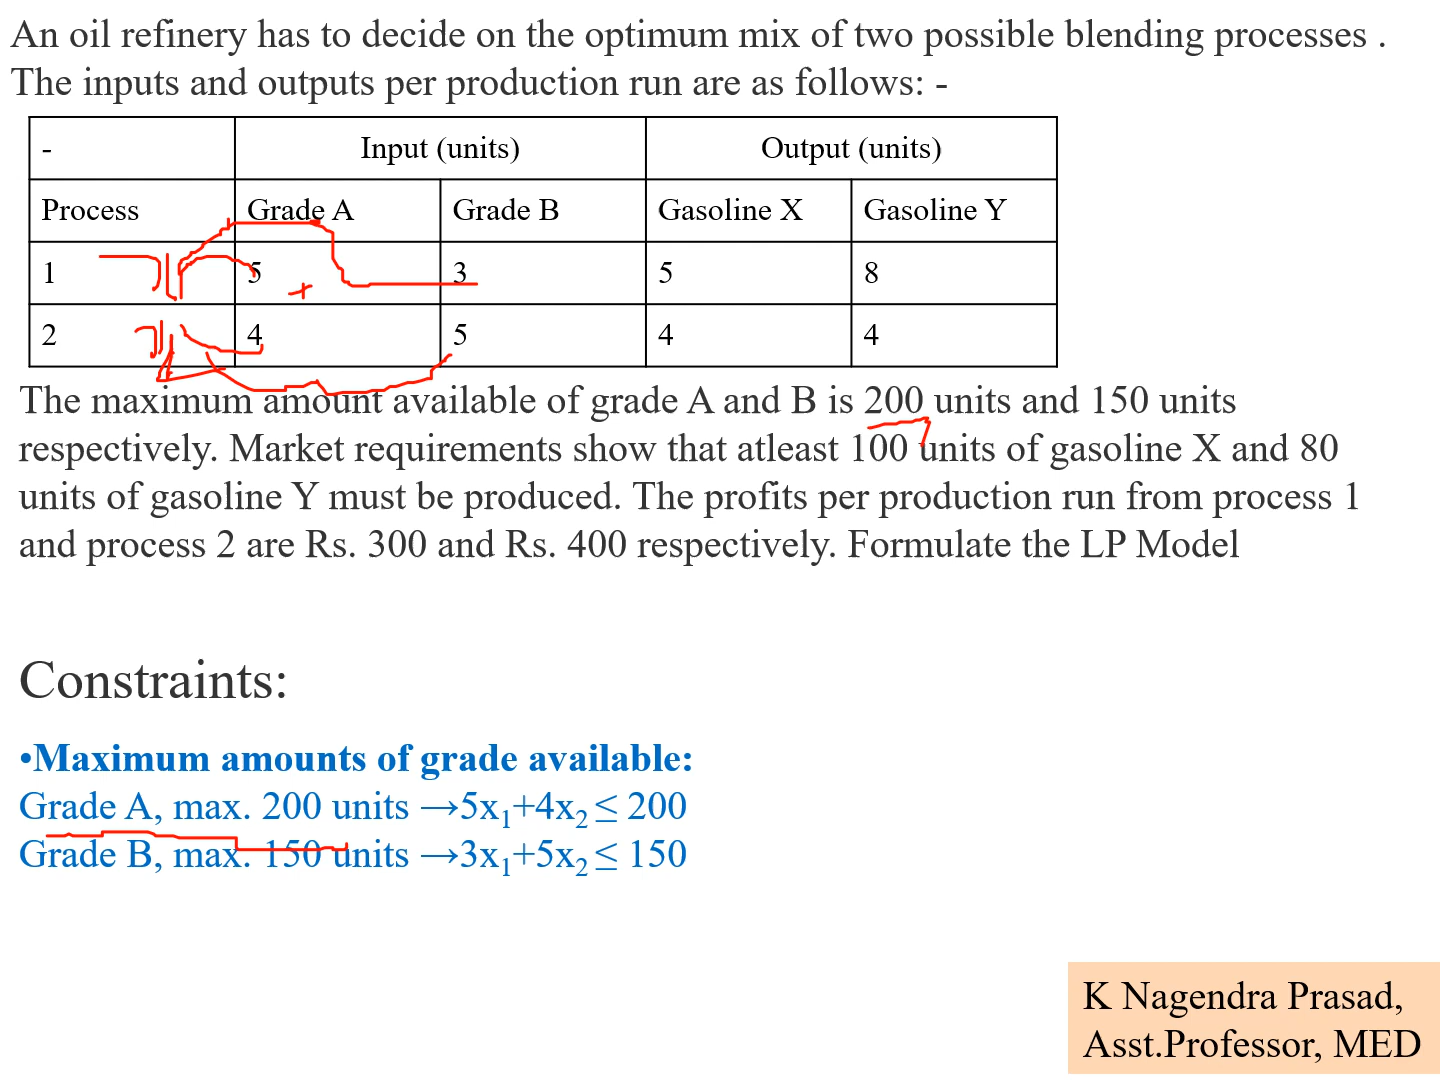 An oil refinery has to decide on the optimum mix of two possible blending processes .
The inputs and outputs per production run are as follows: -
- Input (units) Output (units)
Process Grade A Grade B Gasoline X Gasoline Y
1 5 3 5 8
2 4 5 4 4
The maximum amount available of grade A and B is 200 units and 150 units
respectively. Market requirements show that atleast 100 units of gasoline X and 80
units of gasoline Y must be produced. The profits per production run from process 1
and process 2 are Rs. 300 and Rs. 400 respectively. Formulate the LP Model
Constraints:
•Maximum amounts of grade available:
Grade A, max. 200 units →5x₁+4x₂ ≤ 200
Grade B, max. 150 units →3x₁+5x₂ ≤ 150
K Nagendra Prasad,
Asst.Professor, MED